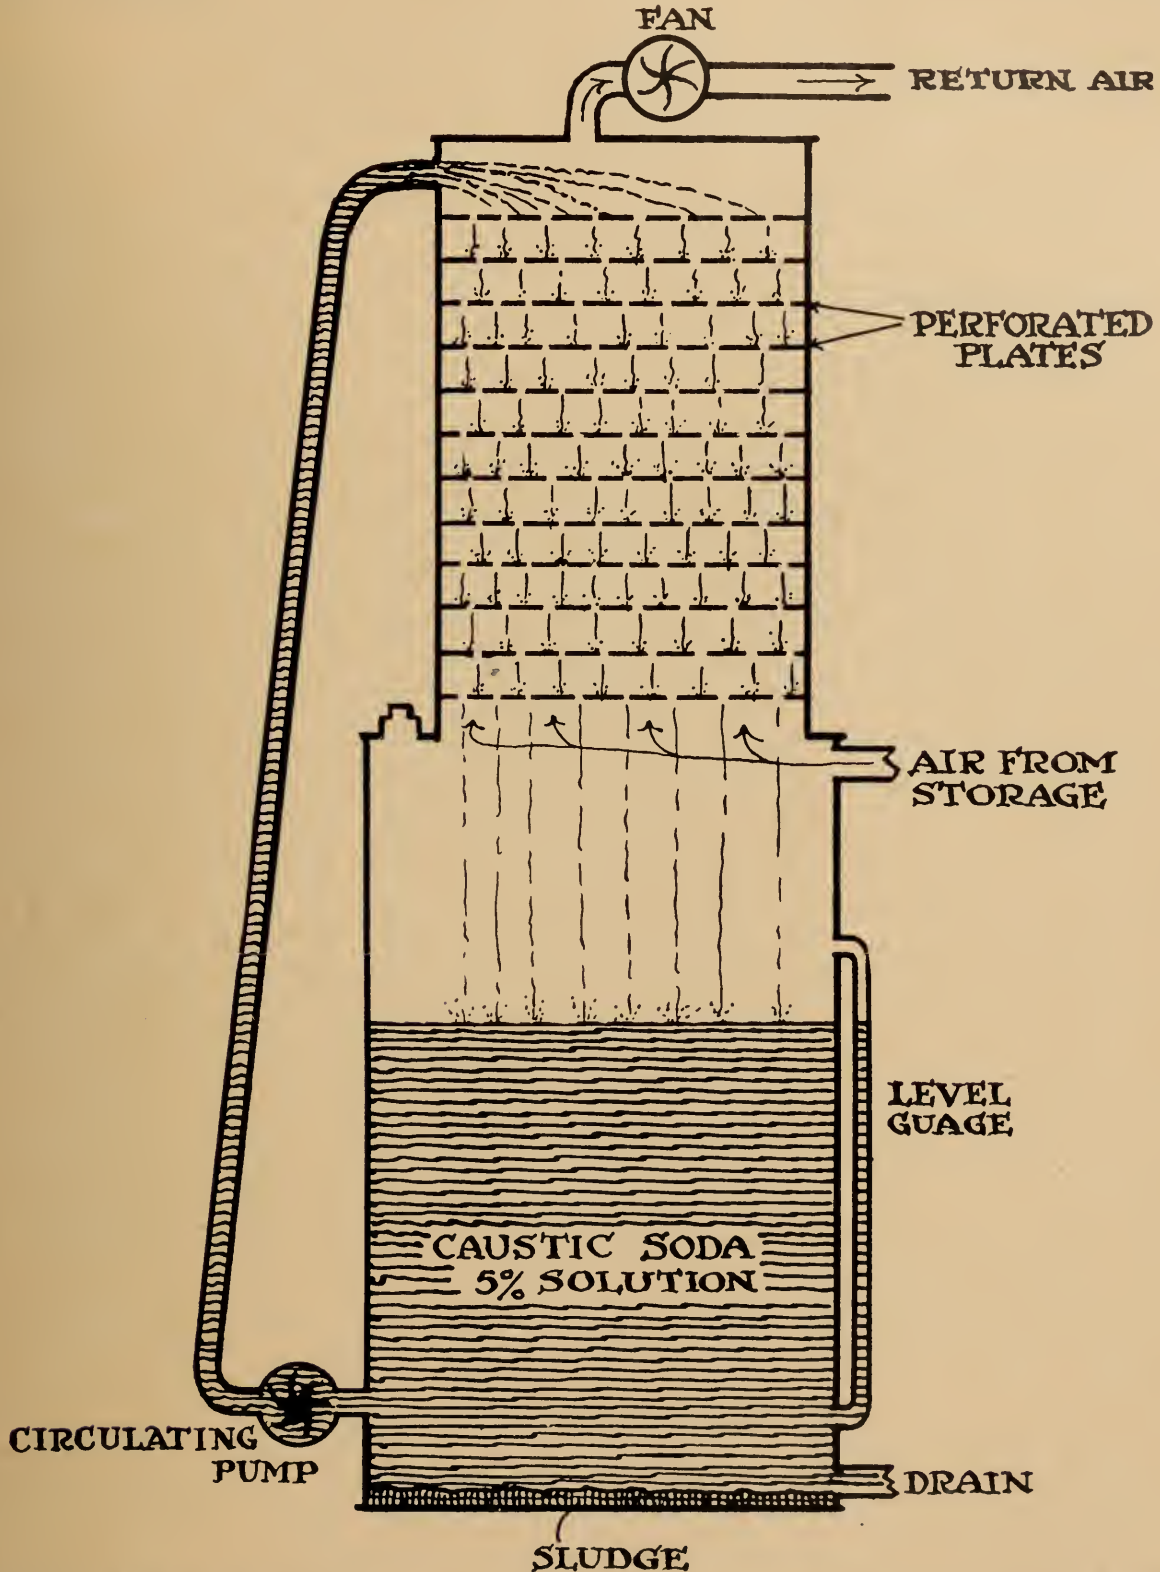 FAN
RETURN AIR
PERFORATED
PLATES
AIR FROM
STORAGE
LEVEL
GUAGE
CAUSTIC SODA
5% SOLUTION
CIRCULATING
PUMP
DRAIN
SLUDGE